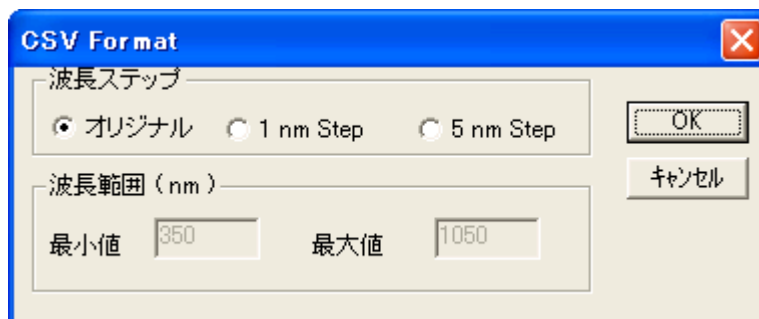 CSV Format
波長ステップ
オリジナル 1 nm Step 5 nm Step
OK
キャンセル
波長範囲 ( nm )
最小値 350 最大値 1050